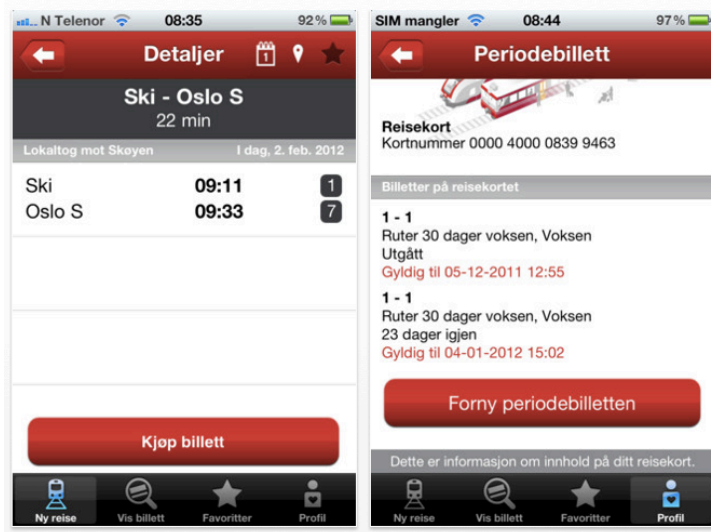 N Telenor 08:35 92%
Detaljer 1
Ski - Oslo S
22 min
Lokaltog mot Skøyen I dag, 2. feb. 2012
Ski 09:11 1
Oslo S 09:33 7
Kjøp billett
Ny reise Vis billett Favoritter Profil
SIM mangler 08:44 97%
Periodebillett
Reisekort
Kortnummer 0000 4000 0839 9463
Billetter på reisekortet
1 - 1
Ruter 30 dager voksen, Voksen
Utgått
Gyldig til 05-12-2011 12:55
1 - 1
Ruter 30 dager voksen, Voksen
23 dager igjen
Gyldig til 04-01-2012 15:02
Forny periodebilletten
Dette er informasjon om innhold på ditt reisekort.
Ny reise Vis billett Favoritter Profil